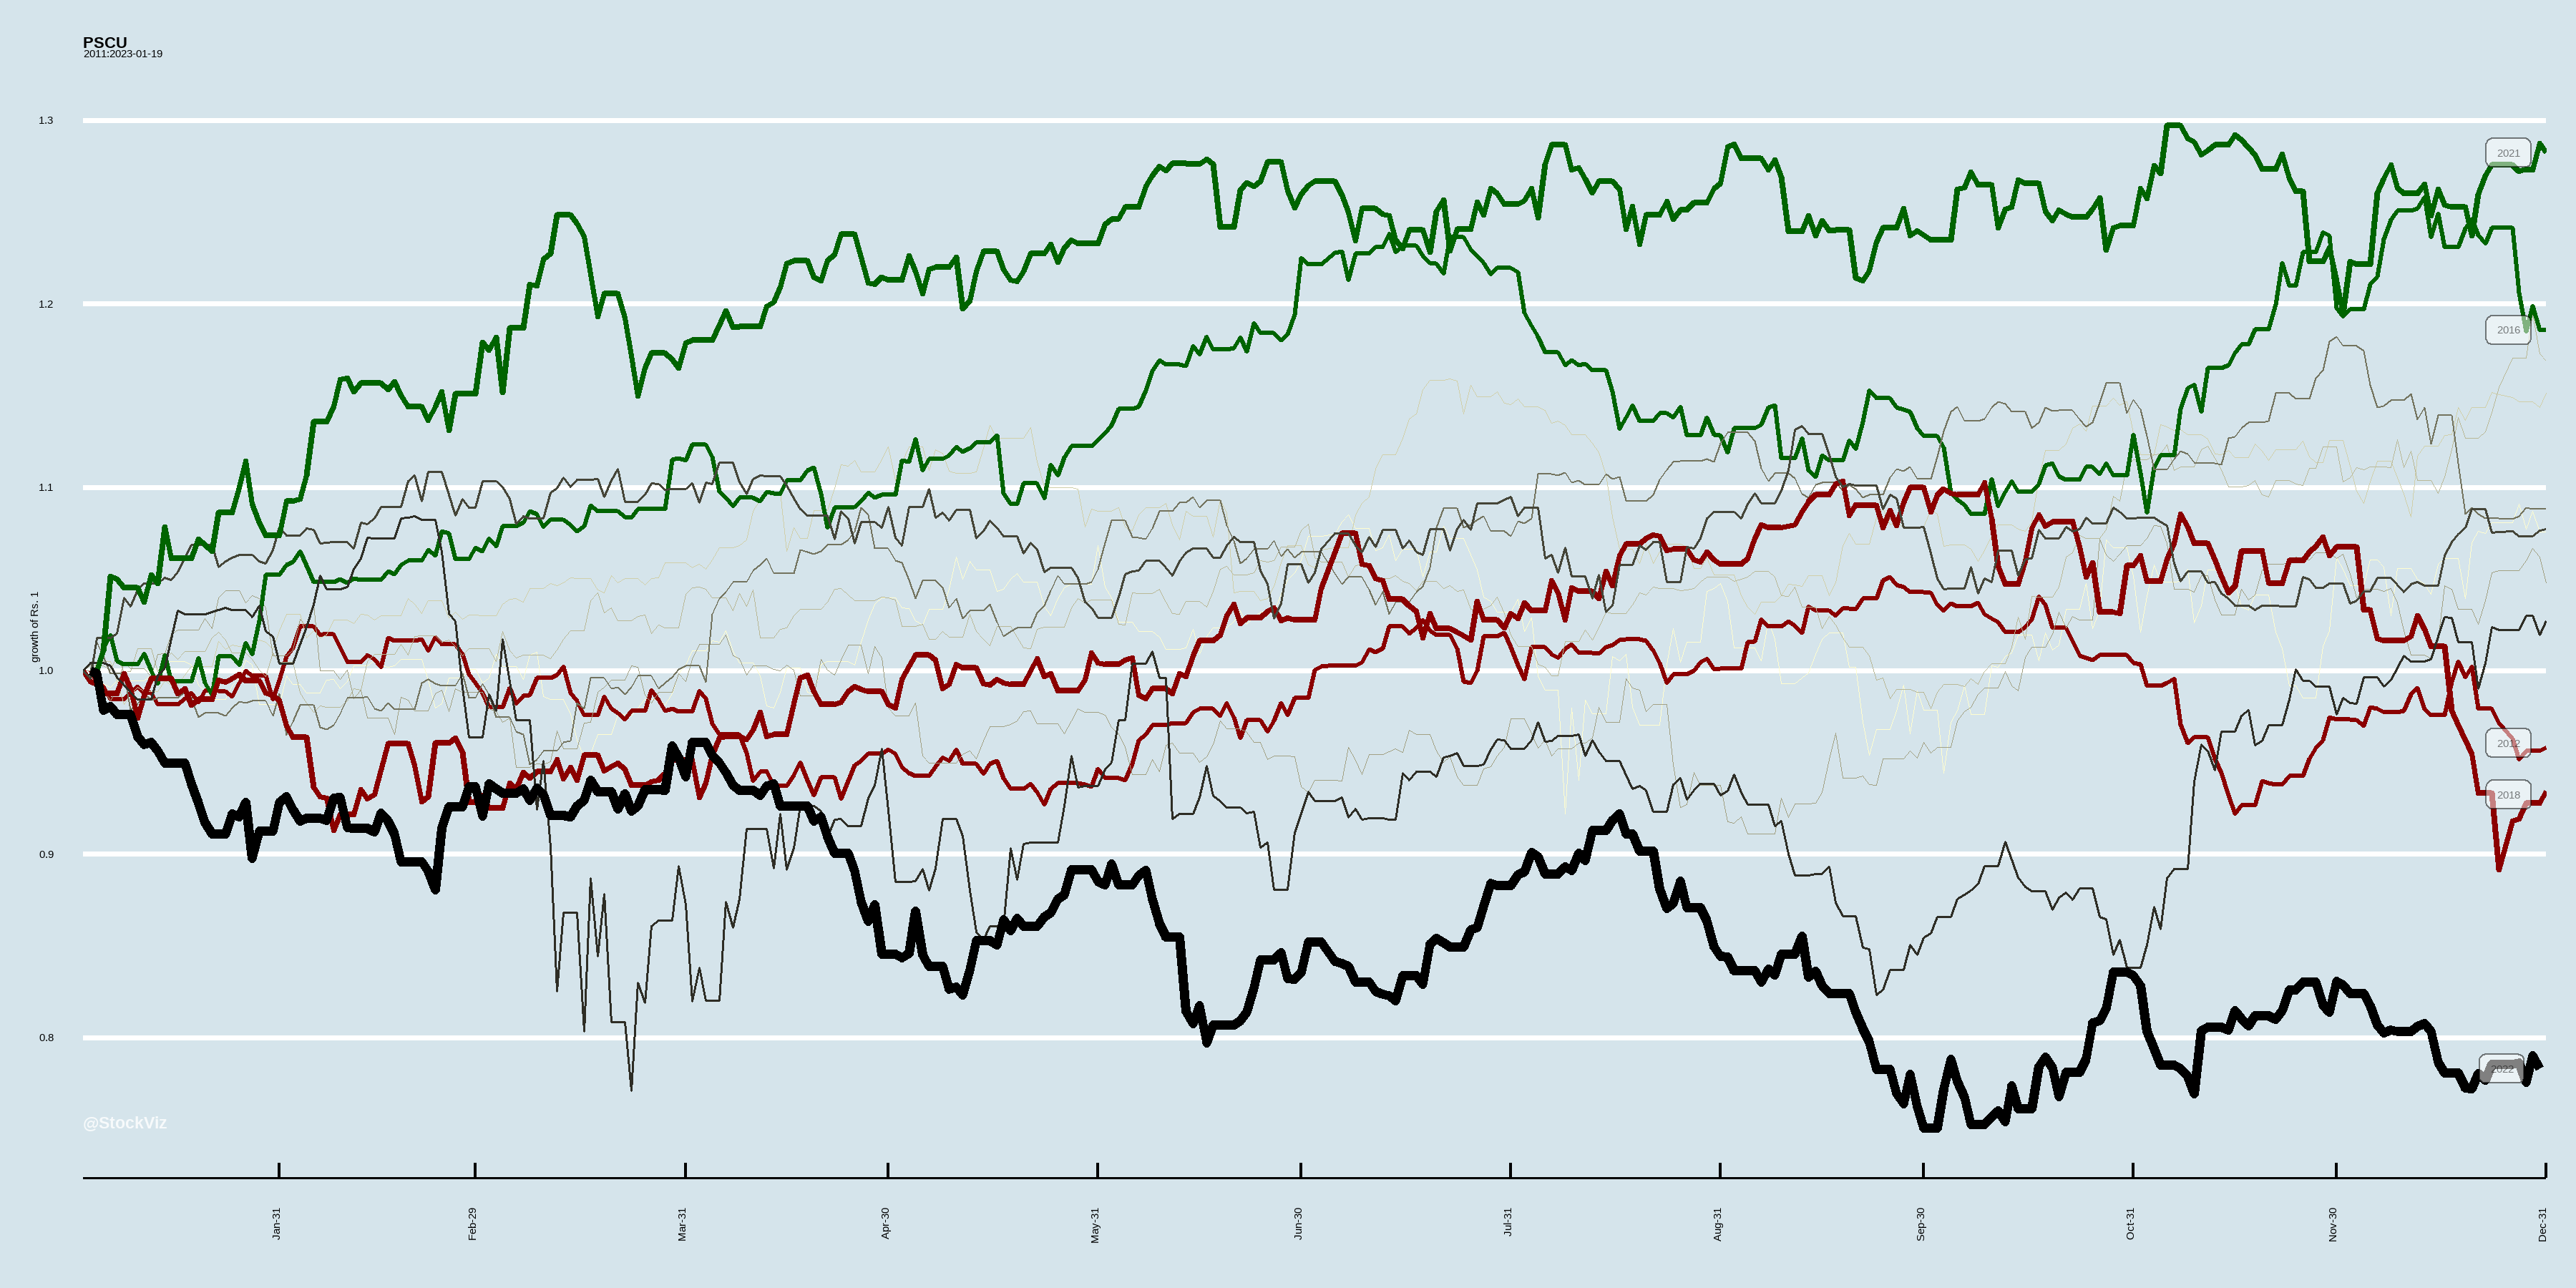 PSCU
2011:2023-01-19
1.3
1.2
1.1
1.0
0.9
0.8
growth of Rs. 1
2021
2016
2012
2018
2022
@StockViz
Jan-31
Feb-29
Mar-31
Apr-30
May-31
Jun-30
Jul-31
Aug-31
Sep-30
Oct-31
Nov-30
Dec-31